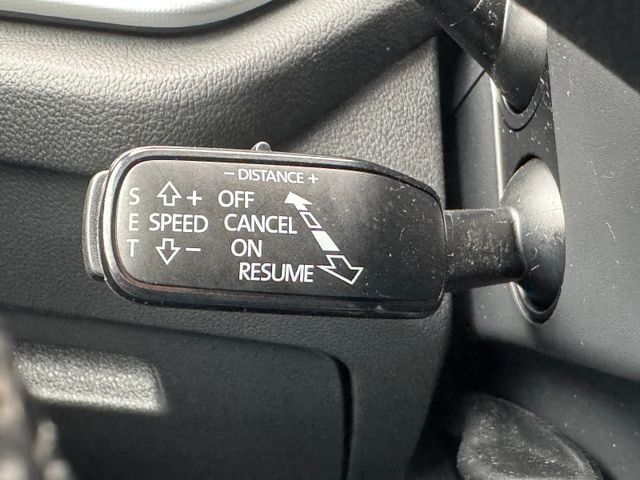 − DISTANCE +
S + OFF
E SPEED CANCEL
T − ON
RESUME